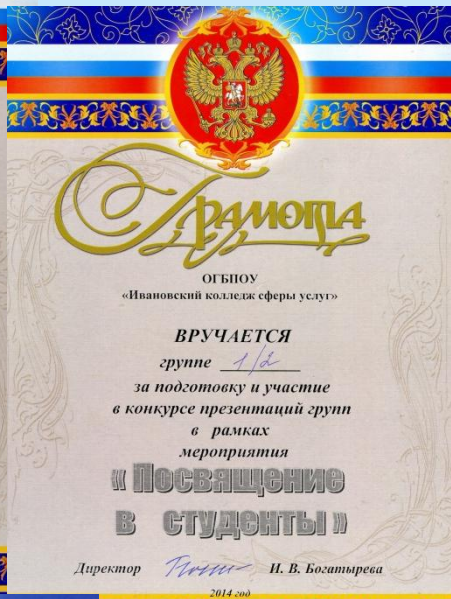 Грамота
ОГБПОУ
«Ивановский колледж сферы услуг»
ВРУЧАЕТСЯ
группе 1/2
за подготовку и участие
в конкурсе презентаций групп
в рамках
мероприятия
« Посвящение
в студенты »
Директор И. В. Богатырева
2014 год